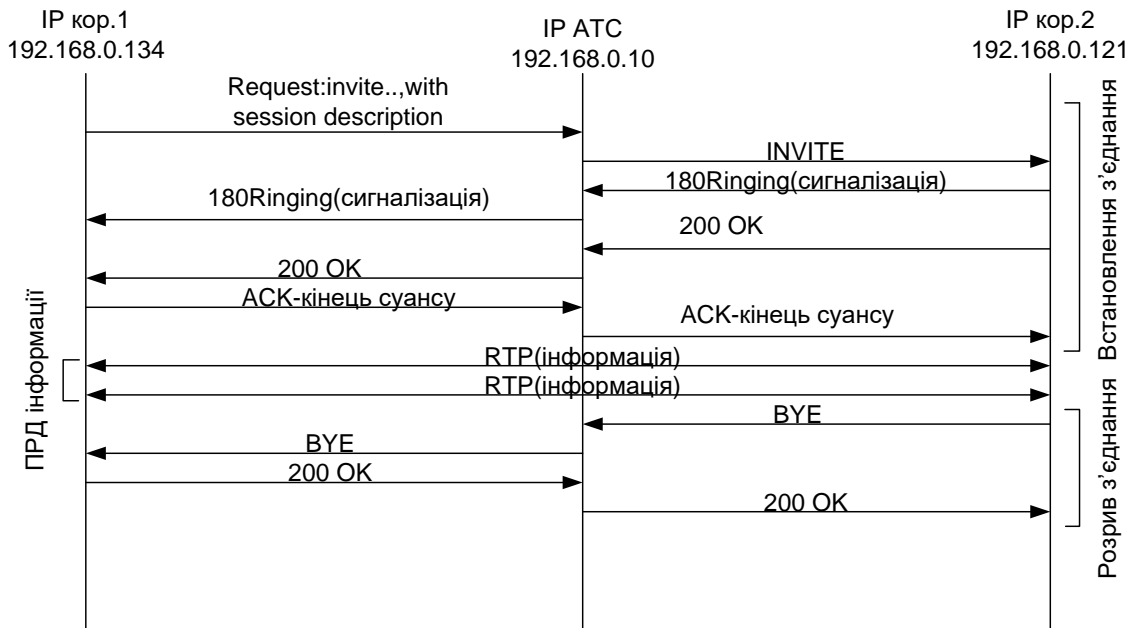 IP кор.1
192.168.0.134
IP АТС
192.168.0.10
IP кор.2
192.168.0.121
Request:invite..,with
session description
INVITE
180Ringing(сигналізація)
180Ringing(сигналізація)
200 OK
200 OK
ACK-кінець суансу
ACK-кінець суансу
RTP(інформація)
RTP(інформація)
BYE
BYE
200 OK
200 OK
ПРД інформації
Встановлення з’єднання
Розрив з’єднання